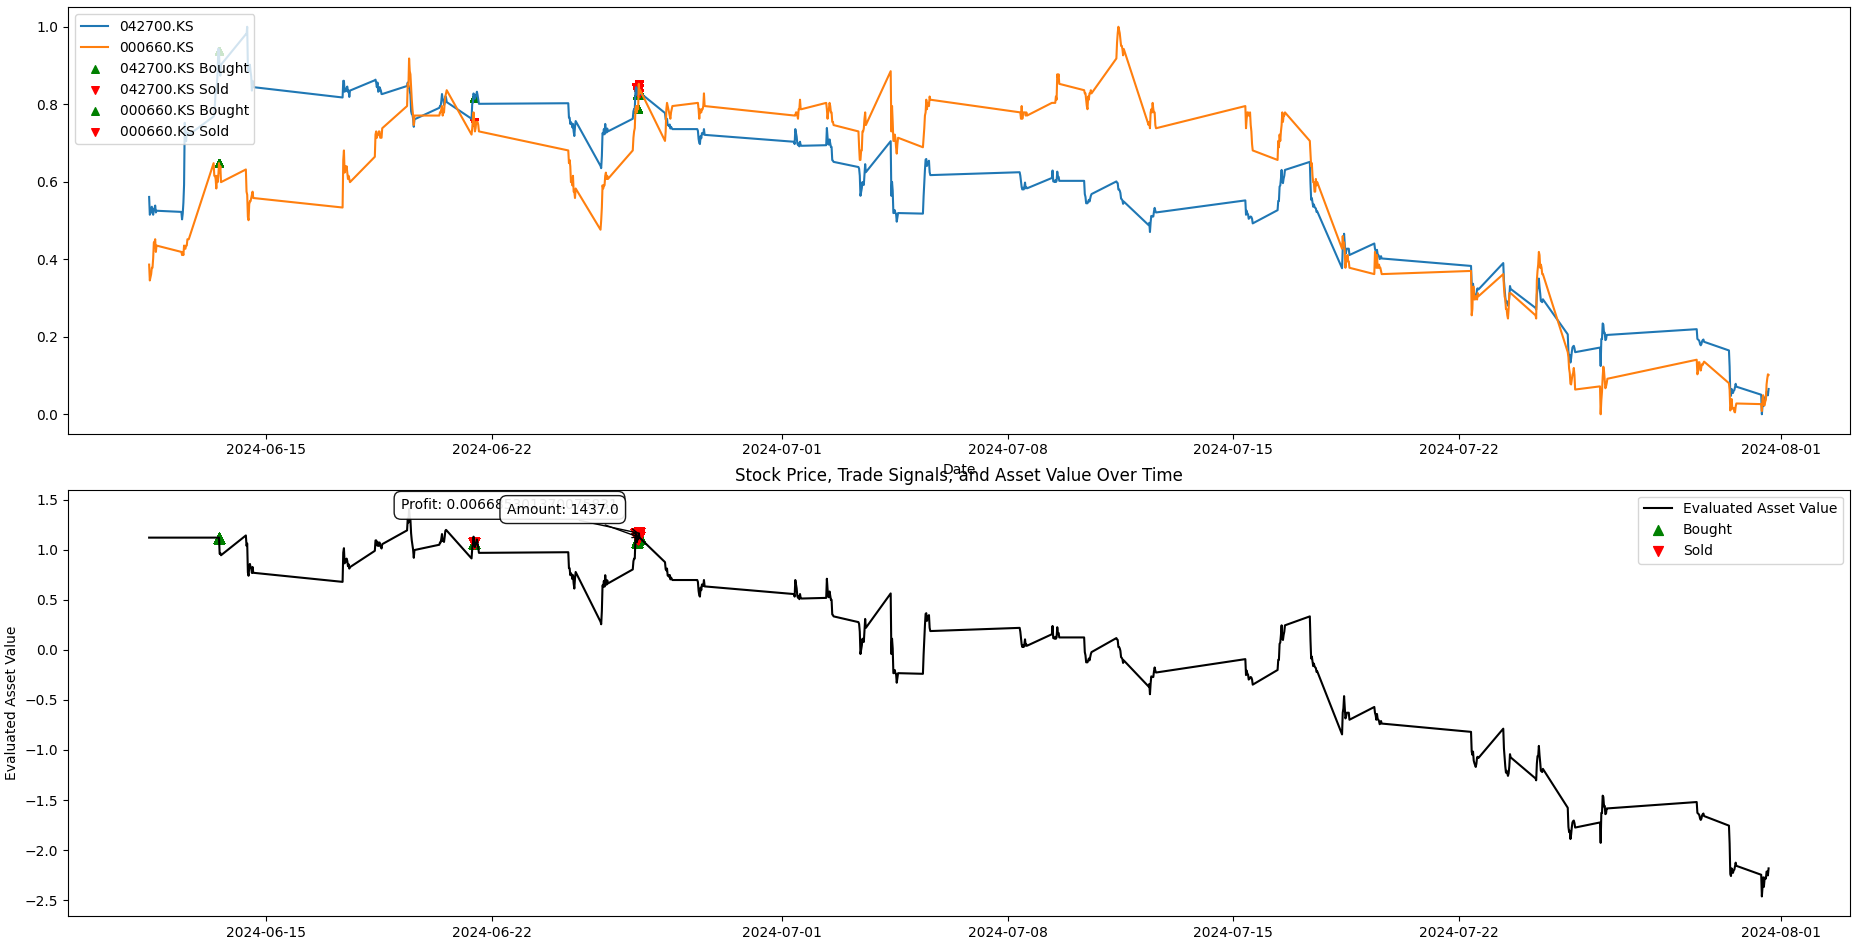 1.0
0.8
0.6
0.4
0.2
0.0
042700.KS
000660.KS
042700.KS Bought
042700.KS Sold
000660.KS Bought
000660.KS Sold
2024-06-15 2024-06-22 2024-07-01 2024-07-08 2024-07-15 2024-07-22 2024-08-01
Date
Stock Price, Trade Signals, and Asset Value Over Time
Evaluated Asset Value
1.5
1.0
0.5
0.0
−0.5
−1.0
−1.5
−2.0
−2.5
Profit:
Amount: 1437.0
Evaluated Asset Value
Bought
Sold
2024-06-15 2024-06-22 2024-07-01 2024-07-08 2024-07-15 2024-07-22 2024-08-01